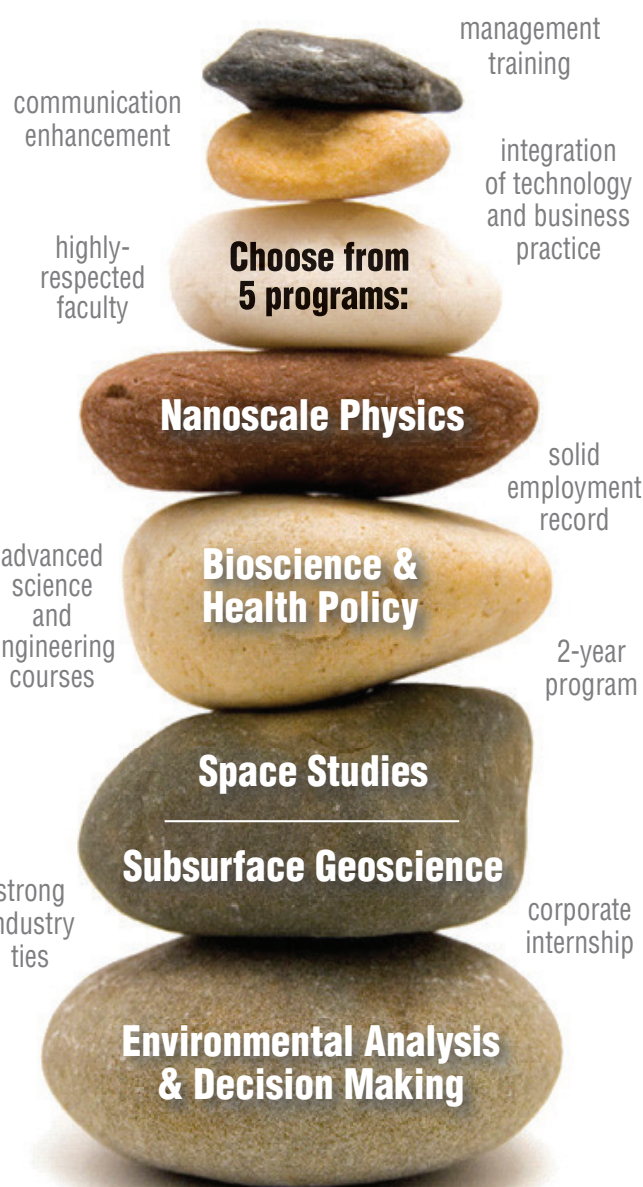 management
training
communication
enhancement
integration
of technology
and business
practice
highly-
respected
faculty
Choose from
5 programs:
Nanoscale Physics
solid
employment
record
advanced
science
and
ngineering
courses
Bioscience &
Health Policy
2-year
program
Space Studies
Subsurface Geoscience
strong
ndustry
ties
corporate
internship
Environmental Analysis
& Decision Making